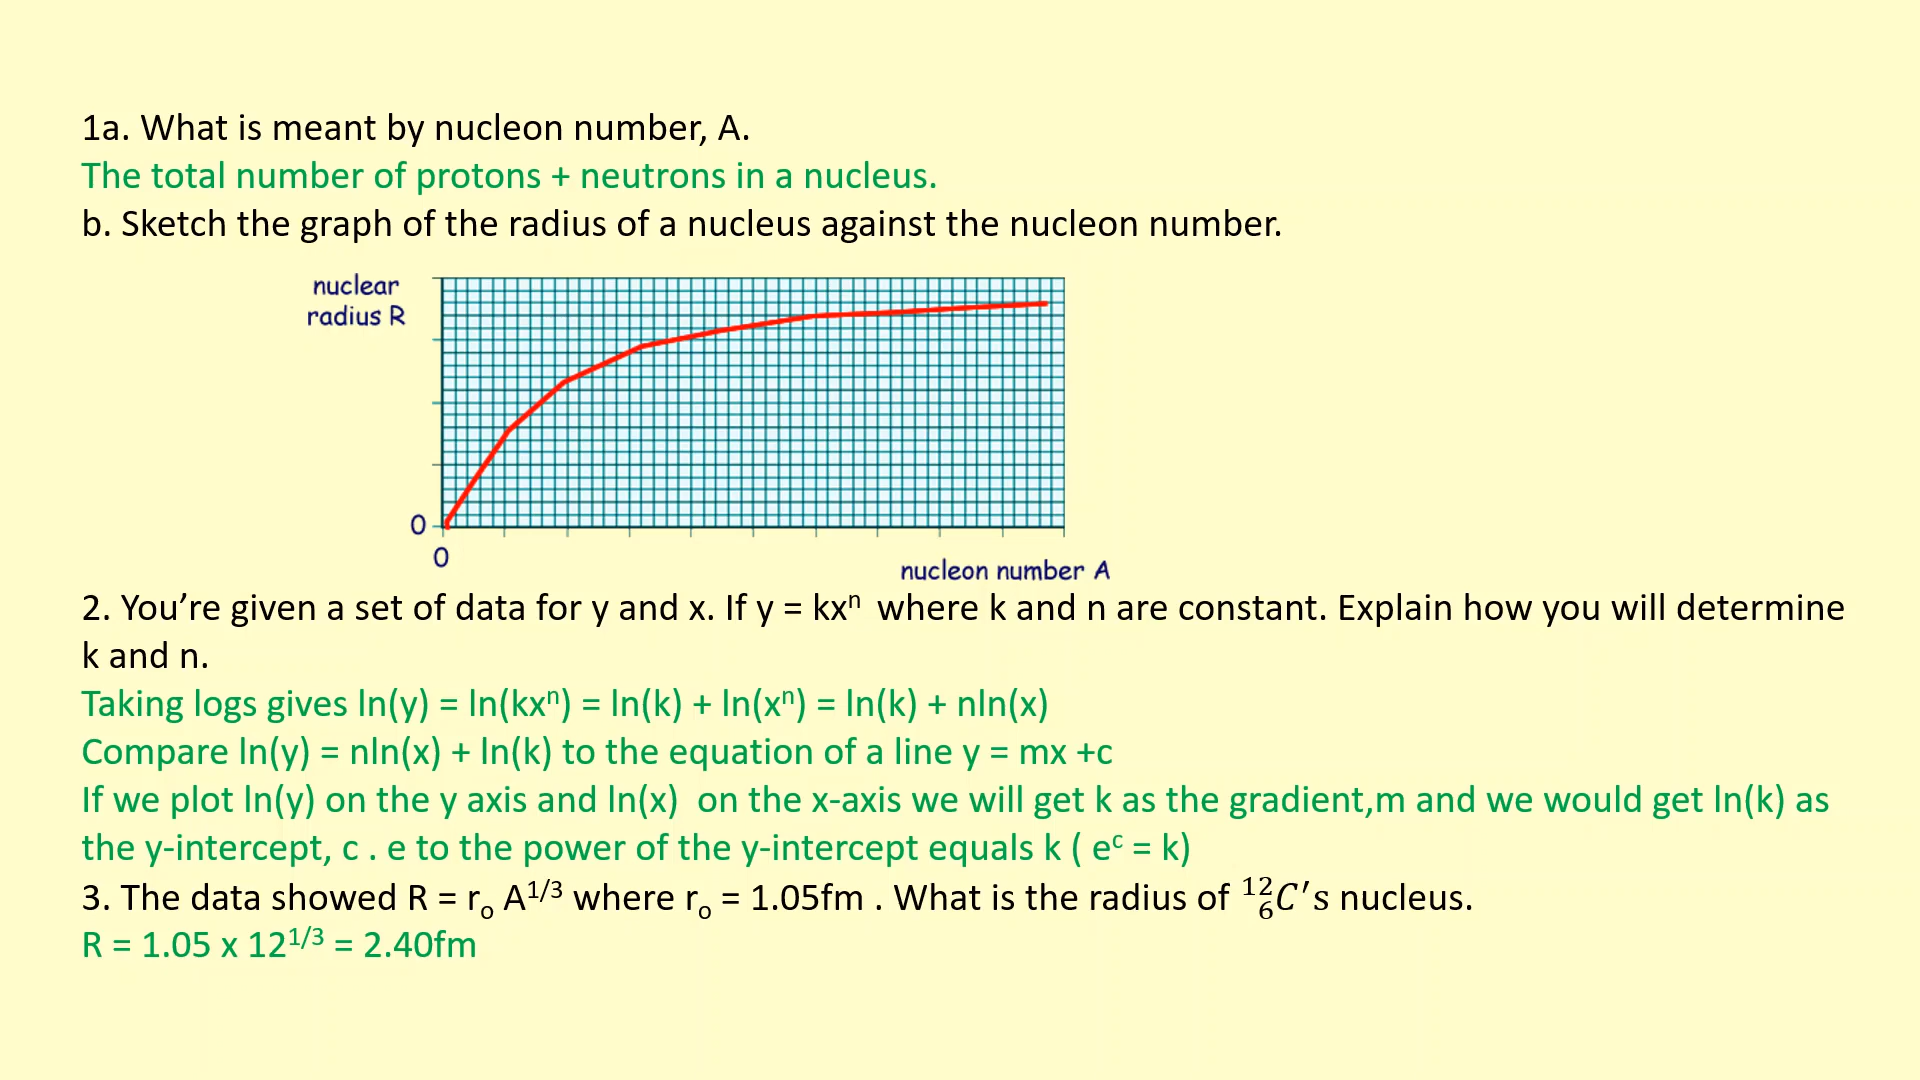 1a. What is meant by nucleon number, A.
The total number of protons + neutrons in a nucleus.
b. Sketch the graph of the radius of a nucleus against the nucleon number.
nuclear
radius R
0
0
nucleon number A
2. You’re given a set of data for y and x. If y = kxⁿ where k and n are constant. Explain how you will determine
k and n.
Taking logs gives ln(y) = ln(kxⁿ) = ln(k) + ln(xⁿ) = ln(k) + nln(x)
Compare ln(y) = nln(x) + ln(k) to the equation of a line y = mx +c
If we plot ln(y) on the y axis and ln(x) on the x-axis we will get k as the gradient,m and we would get ln(k) as
the y-intercept, c . e to the power of the y-intercept equals k ( eᶜ = k)
3. The data showed R = rₒ A¹ᐟ³ where rₒ = 1.05fm . What is the radius of ¹²₆C′s nucleus.
R = 1.05 x 12¹ᐟ³ = 2.40fm